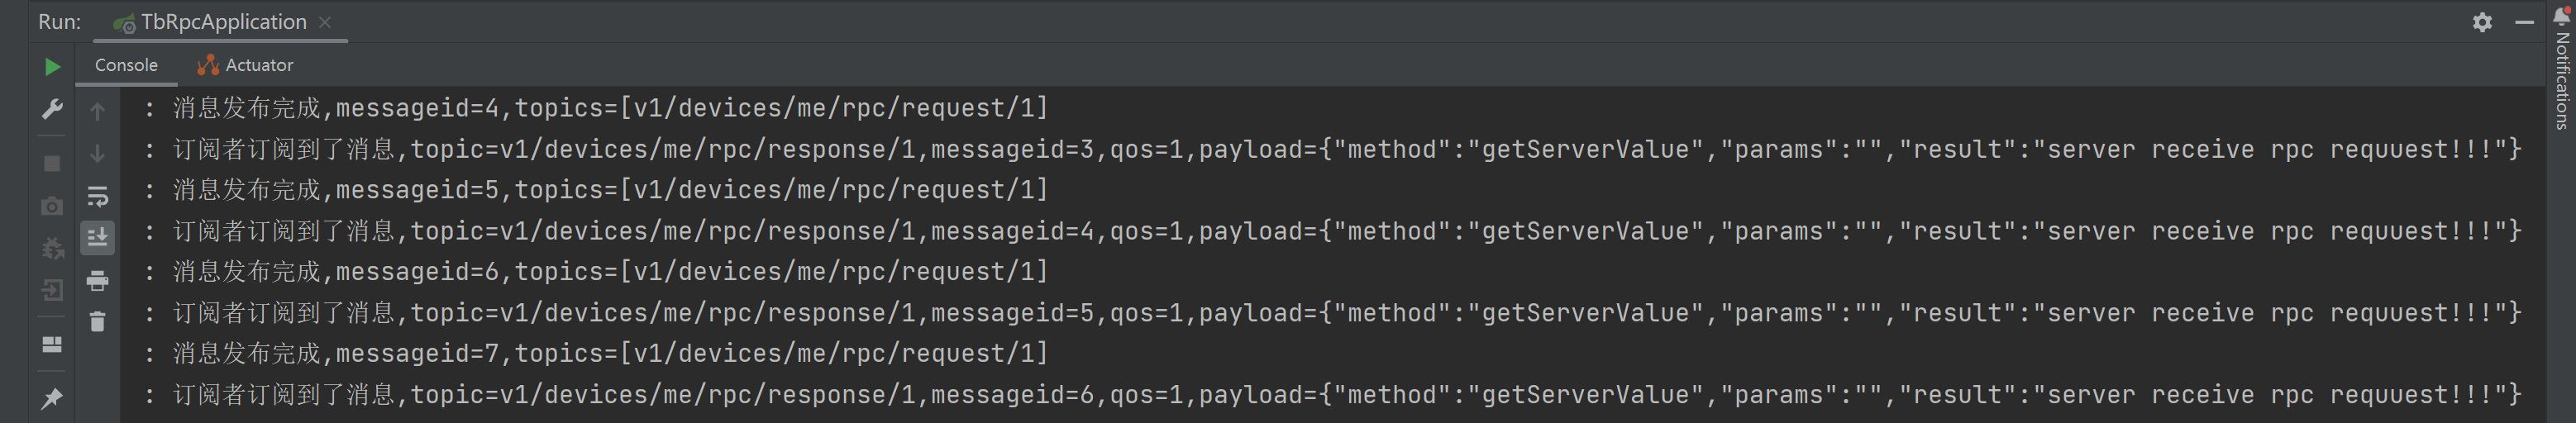 Run: TbRpcApplication
Console Actuator
: 消息发布完成,messageid=4,topics=[v1/devices/me/rpc/request/1]
: 订阅者订阅到了消息,topic=v1/devices/me/rpc/response/1,messageid=3,qos=1,payload={"method":"getServerValue","params":"","result":"server receive rpc requuest!!!"}
: 消息发布完成,messageid=5,topics=[v1/devices/me/rpc/request/1]
: 订阅者订阅到了消息,topic=v1/devices/me/rpc/response/1,messageid=4,qos=1,payload={"method":"getServerValue","params":"","result":"server receive rpc requuest!!!"}
: 消息发布完成,messageid=6,topics=[v1/devices/me/rpc/request/1]
: 订阅者订阅到了消息,topic=v1/devices/me/rpc/response/1,messageid=5,qos=1,payload={"method":"getServerValue","params":"","result":"server receive rpc requuest!!!"}
: 消息发布完成,messageid=7,topics=[v1/devices/me/rpc/request/1]
: 订阅者订阅到了消息,topic=v1/devices/me/rpc/response/1,messageid=6,qos=1,payload={"method":"getServerValue","params":"","result":"server receive rpc requuest!!!"}
Notifications